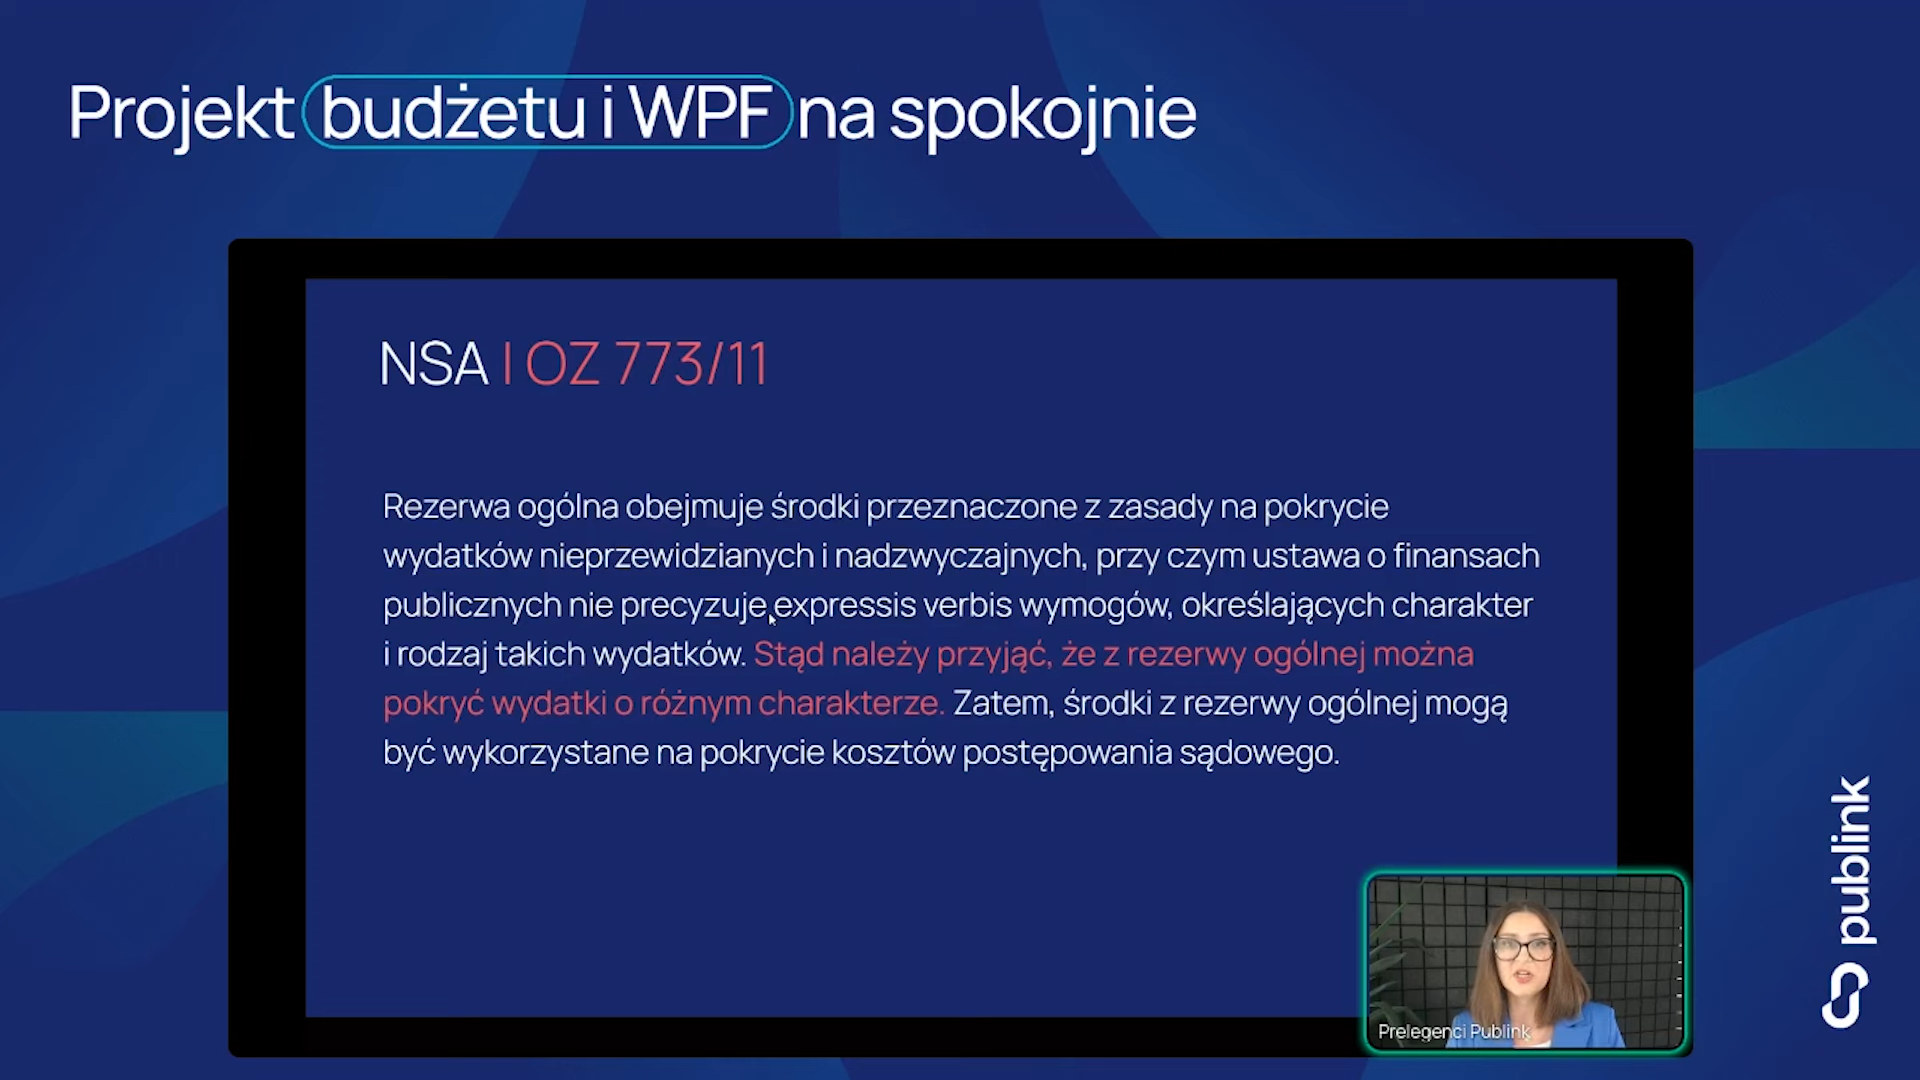 Projekt budżetu i WPF na spokojnie
NSA I OZ 773/11
Rezerwa ogólna obejmuje środki przeznaczone z zasady na pokrycie
wydatków nieprzewidzianych i nadzwyczajnych, przy czym ustawa o finansach
publicznych nie precyzuje expressis verbis wymogów, określających charakter
i rodzaj takich wydatków. Stąd należy przyjąć, że z rezerwy ogólnej można
pokryć wydatki o różnym charakterze. Zatem, środki z rezerwy ogólnej mogą
być wykorzystane na pokrycie kosztów postępowania sądowego.
Prelegenci Publink
publink